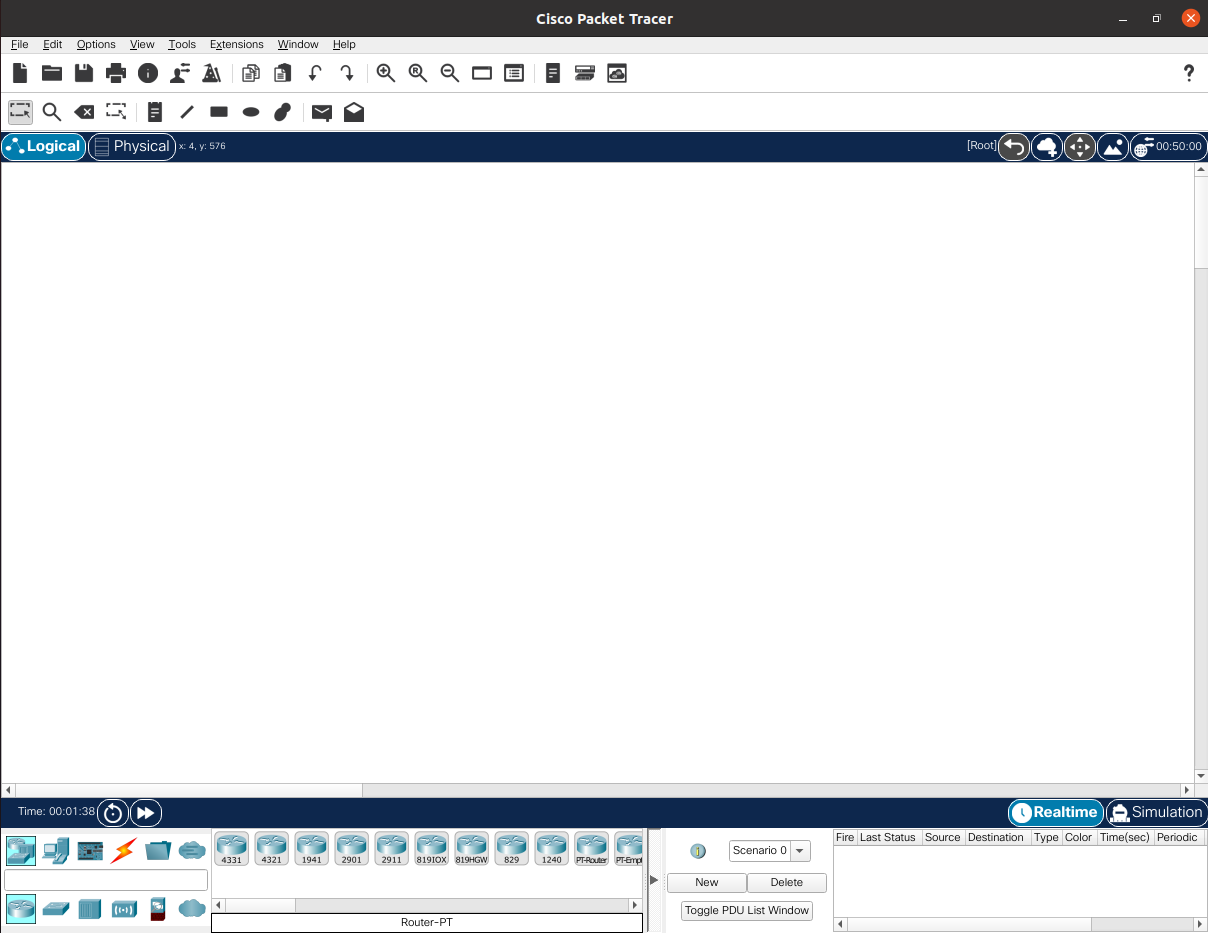 Cisco Packet Tracer
File Edit Options View Tools Extensions Window Help
Logical Physical x: 4, y: 576 [Root] 00:50:00
Time: 00:01:38 Realtime Simulation
4331 4321 1941 2901 2911 819IOX 819HGW 829 1240 PT-Router PT-Empt
Router-PT
Scenario 0
New Delete
Toggle PDU List Window
Fire Last Status Source Destination Type Color Time(sec) Periodic